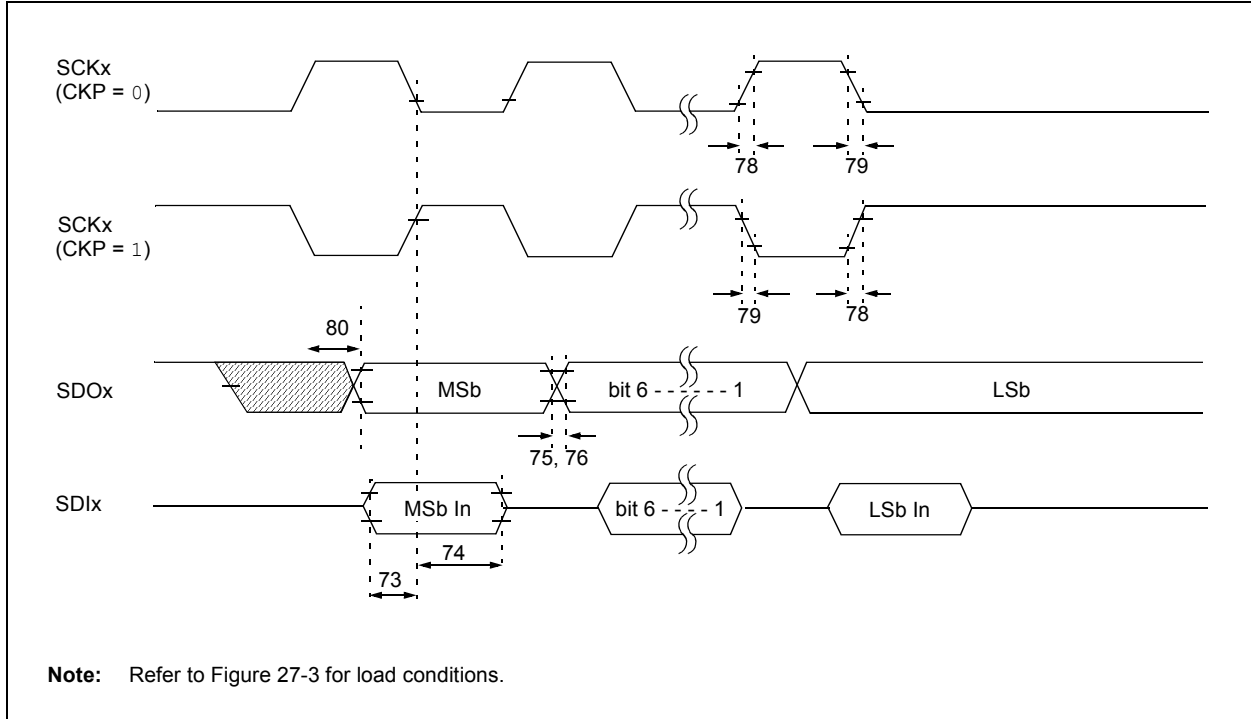 SCKx
(CKP = 0)
78
79
SCKx
(CKP = 1)
79
78
80
SDOx
MSb
bit 6 - - - - - - 1
LSb
75, 76
SDIx
MSb In
bit 6 - - - - - - 1
LSb In
74
73
Note: Refer to Figure 27-3 for load conditions.